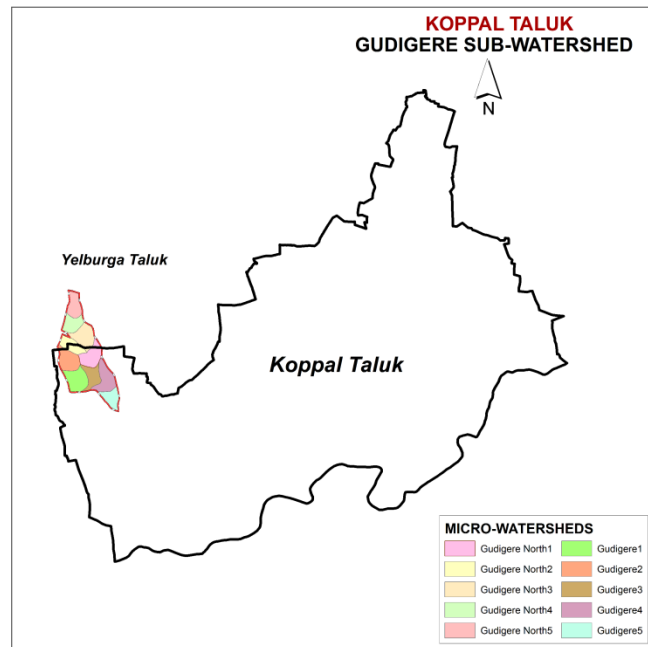 KOPPAL TALUK
GUDIGERE SUB-WATERSHED
N
Yelburga Taluk
Koppal Taluk
MICRO-WATERSHEDS
Gudigere North1
Gudigere1
Gudigere North2
Gudigere2
Gudigere North3
Gudigere3
Gudigere North4
Gudigere4
Gudigere North5
Gudigere5